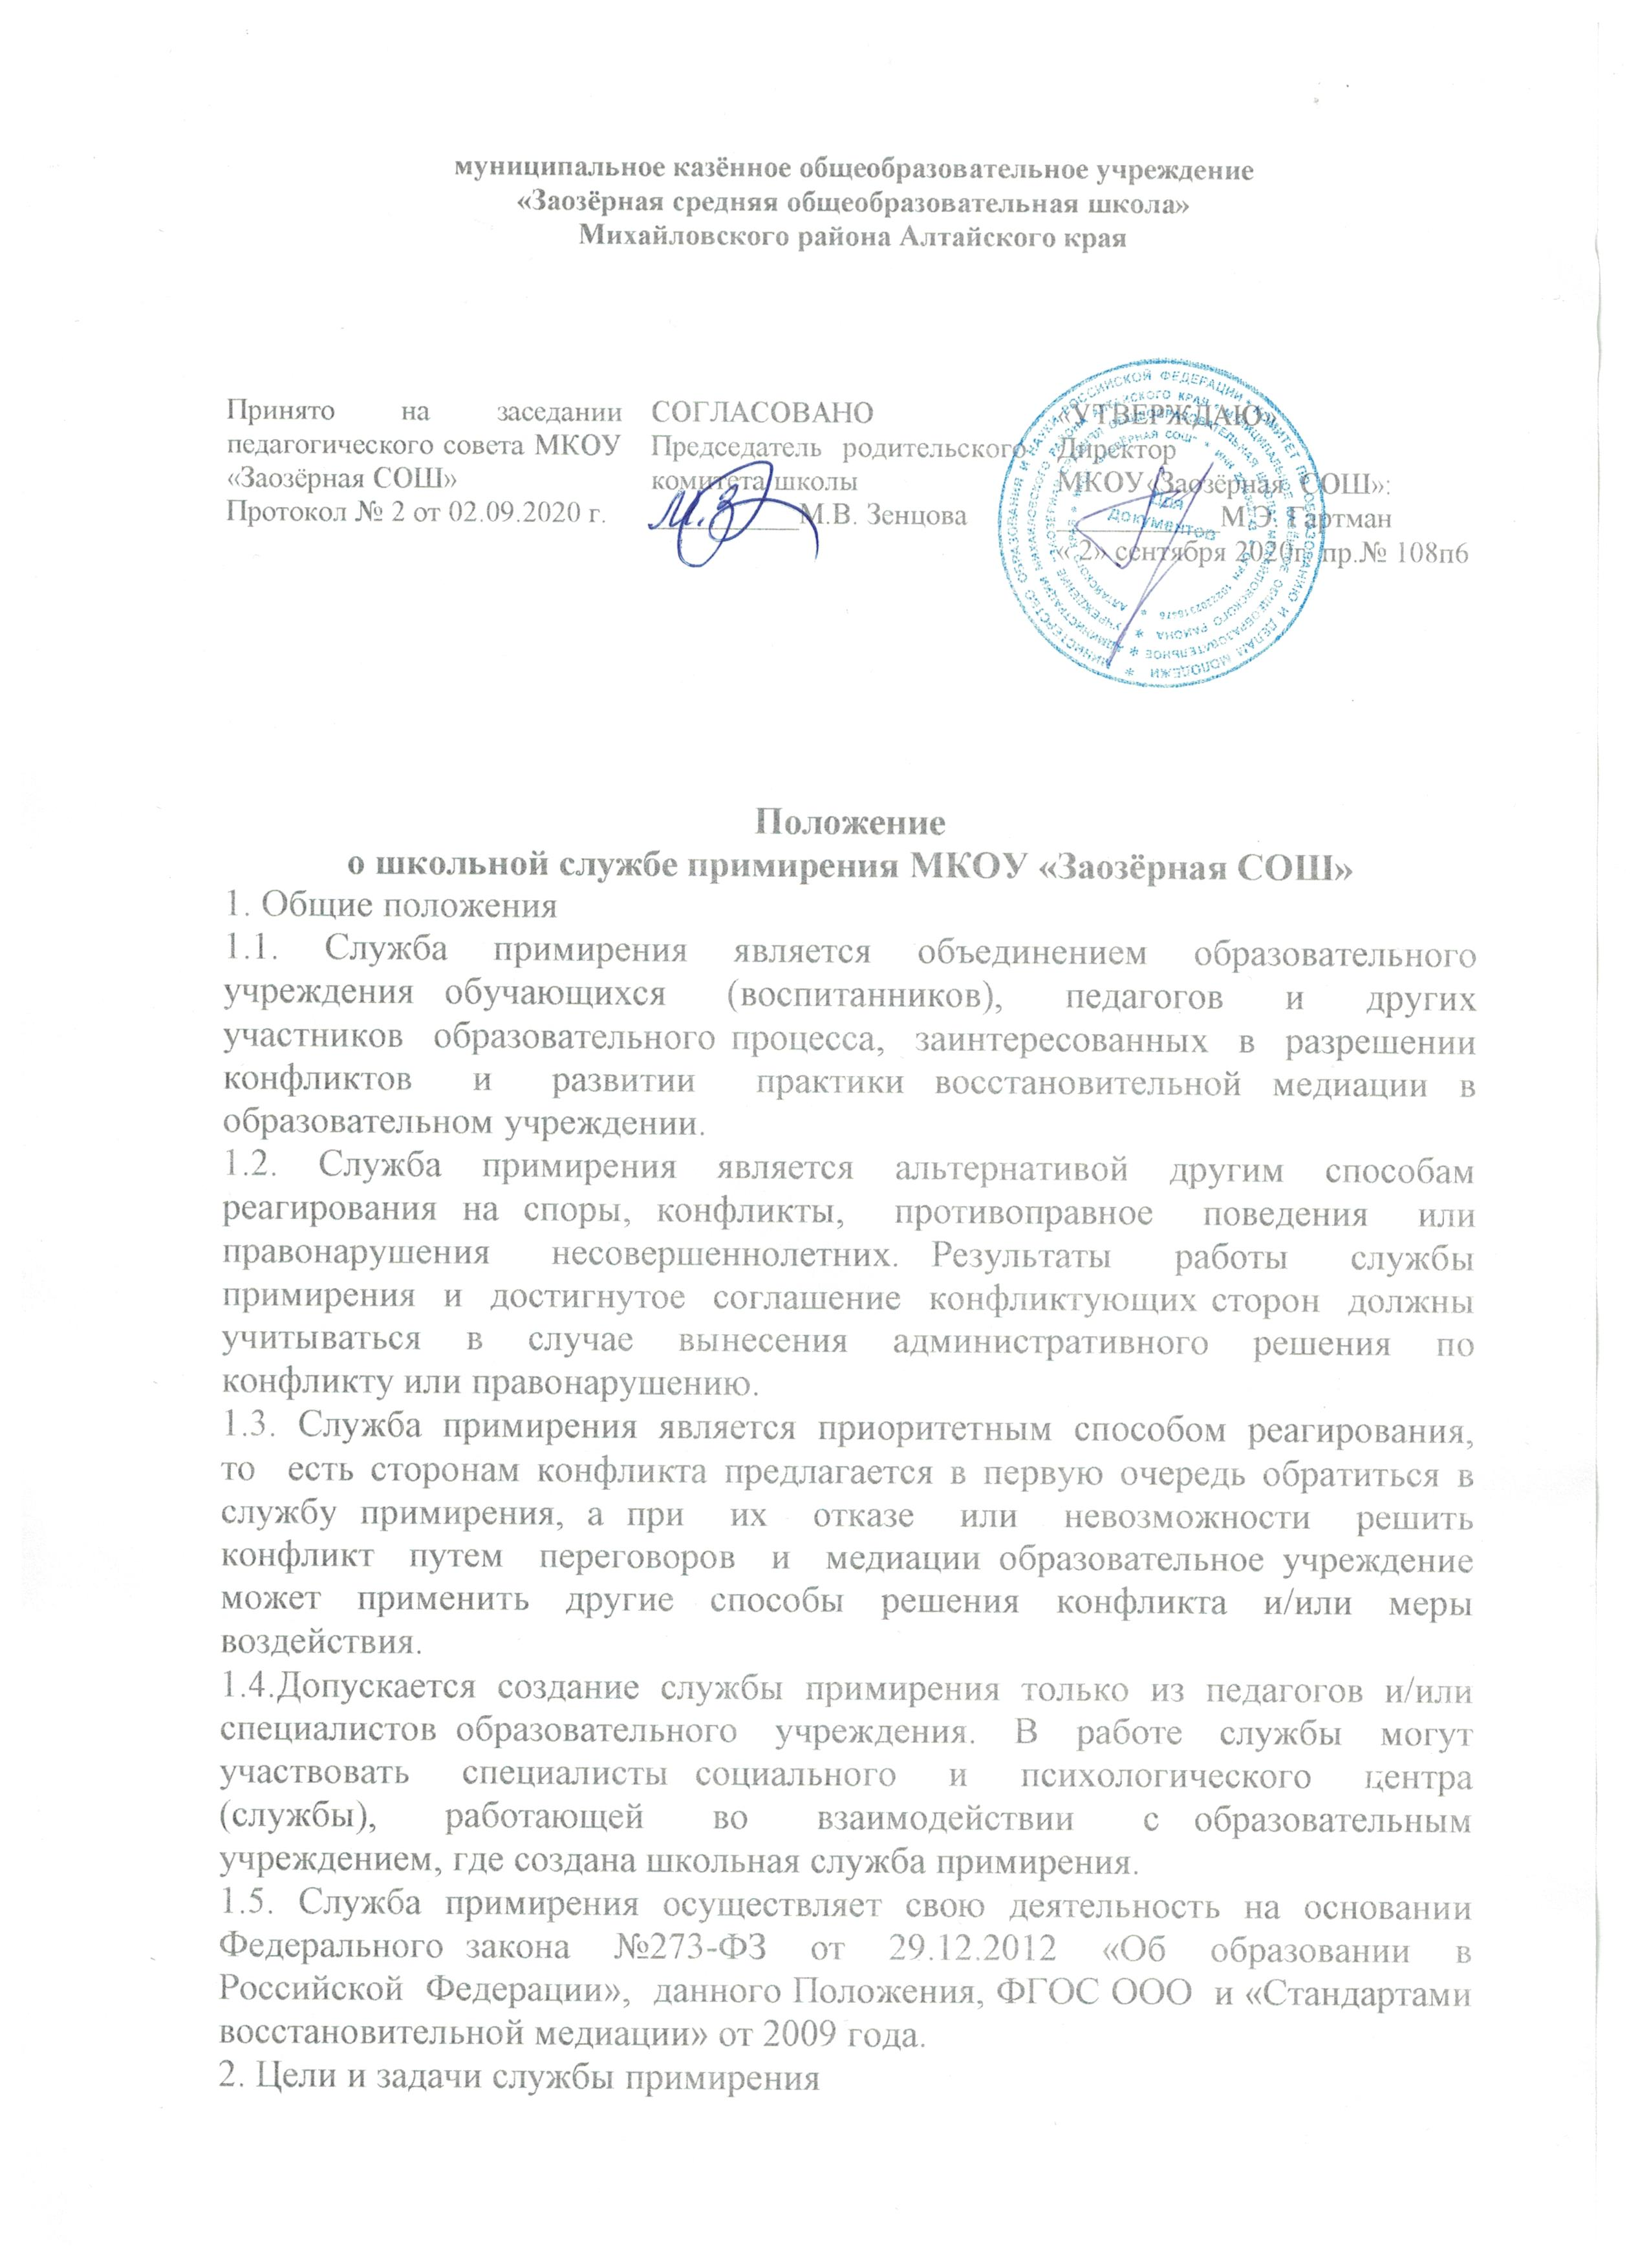 муниципальное казённое общеобразовательное учреждение
«Заозёрная средняя общеобразовательная школа»
Михайловского района Алтайского края
Принято на заседании
педагогического совета МКОУ
«Заозёрная СОШ»
Протокол № 2 от 02.09.2020 г.
СОГЛАСОВАНО
Председатель родительского
комитета школы
М.В. Зенцова
«УТВЕРЖДАЮ»
Директор
МКОУ«Заозёрная СОШ»:
М.Э. Гартман
« 2» сентября 2020г. пр.№ 108п6
для
документов
Положение
о школьной службе примирения МКОУ «Заозёрная СОШ»
1. Общие положения
1.1. Служба примирения является объединением образовательного
учреждения обучающихся (воспитанников), педагогов и других
участников образовательного процесса, заинтересованных в разрешении
конфликтов и развитии практики восстановительной медиации в
образовательном учреждении.
1.2. Служба примирения является альтернативой другим способам
реагирования на споры, конфликты, противоправное поведения или
правонарушения несовершеннолетних. Результаты работы службы
примирения и достигнутое соглашение конфликтующих сторон должны
учитываться в случае вынесения административного решения по
конфликту или правонарушению.
1.3. Служба примирения является приоритетным способом реагирования,
то есть сторонам конфликта предлагается в первую очередь обратиться в
службу примирения, а при их отказе или невозможности решить
конфликт путем переговоров и медиации образовательное учреждение
может применить другие способы решения конфликта и/или меры
воздействия.
1.4.Допускается создание службы примирения только из педагогов и/или
специалистов образовательного учреждения. В работе службы могут
участвовать специалисты социального и психологического центра
(службы), работающей во взаимодействии с образовательным
учреждением, где создана школьная служба примирения.
1.5. Служба примирения осуществляет свою деятельность на основании
Федерального закона №273-ФЗ от 29.12.2012 «Об образовании в
Российской Федерации», данного Положения, ФГОС ООО и «Стандартами
восстановительной медиации» от 2009 года.
2. Цели и задачи службы примирения